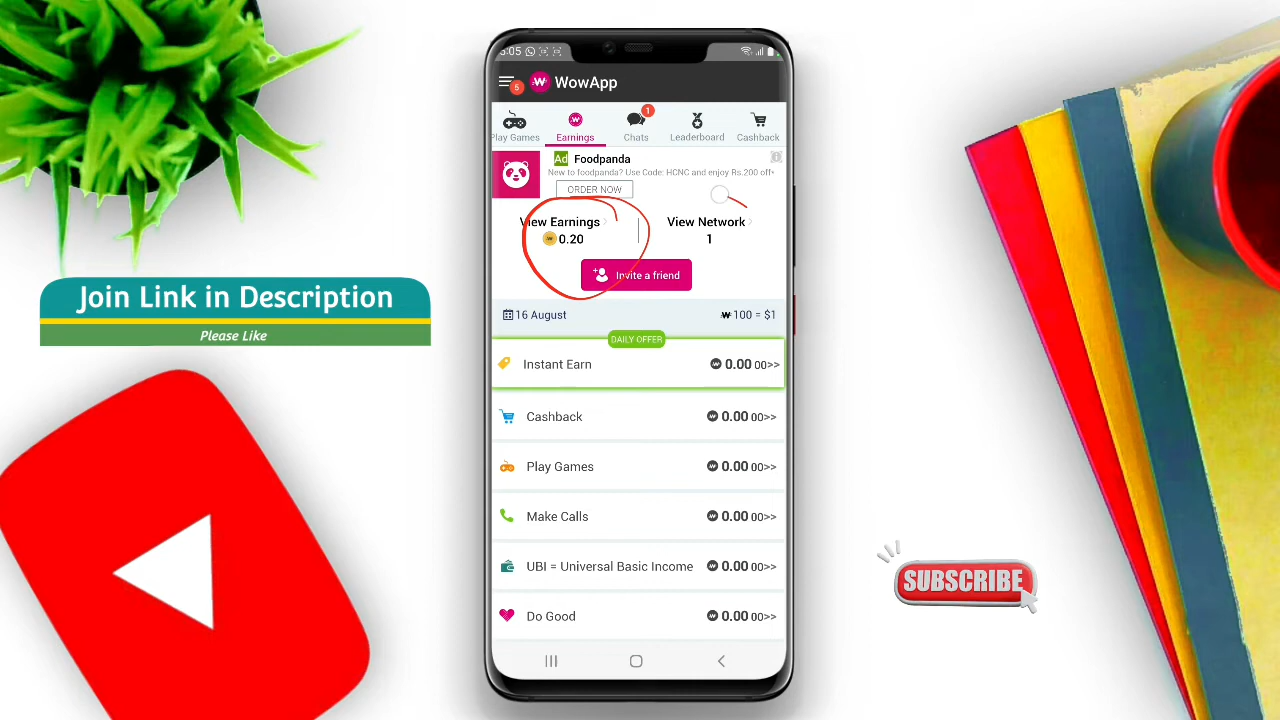 Join Link in Description
Please Like
:05
5
WowApp
Play Games
Earnings
1
Chats
Leaderboard
Cashback
Ad Foodpanda
New to foodpanda? Use Code: HCNC and enjoy Rs.200 off
ORDER NOW
View Earnings
0.20
View Network
1
Invite a friend
16 August
100 = $1
DAILY OFFER
Instant Earn 0.00 00>>
Cashback 0.00 00>>
Play Games 0.00 00>>
Make Calls 0.00 00>>
UBI = Universal Basic Income 0.00 00>>
Do Good 0.00 00>>
SUBSCRIBE